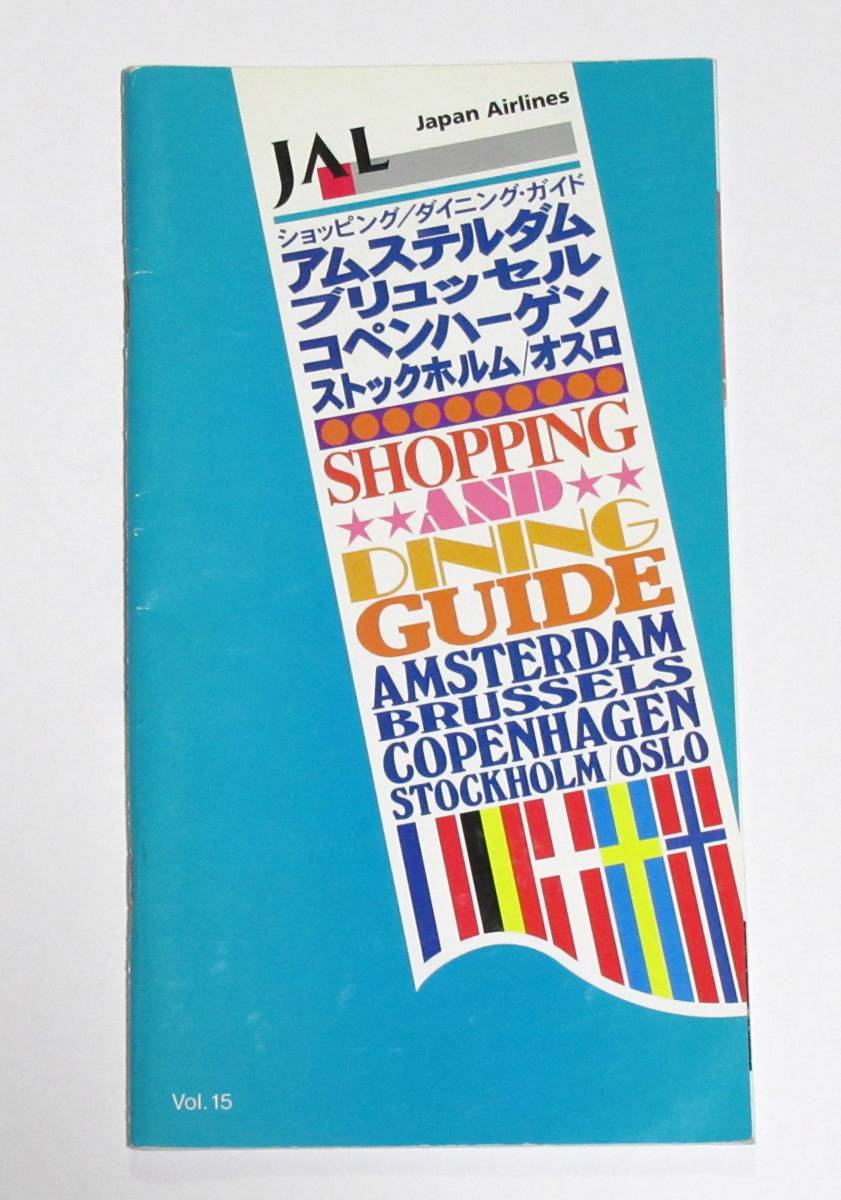 Japan Airlines
JAL
ショッピング/ダイニング・ガイド
アムステルダム
ブリュッセル
コペンハーゲン
ストックホルム/オスロ
SHOPPING
AND
DINING
GUIDE
AMSTERDAM
BRUSSELS
COPENHAGEN
STOCKHOLM/OSLO
Vol. 15